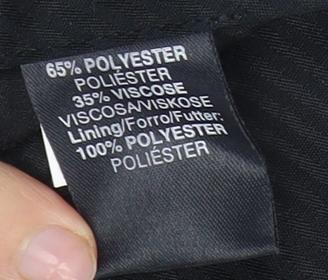 65% POLYESTER
POLIÉSTER
35% VISCOSE
VISCOSA/VISKOSE
Lining/Forro/Futter:
100% POLYESTER
POLIÉSTER